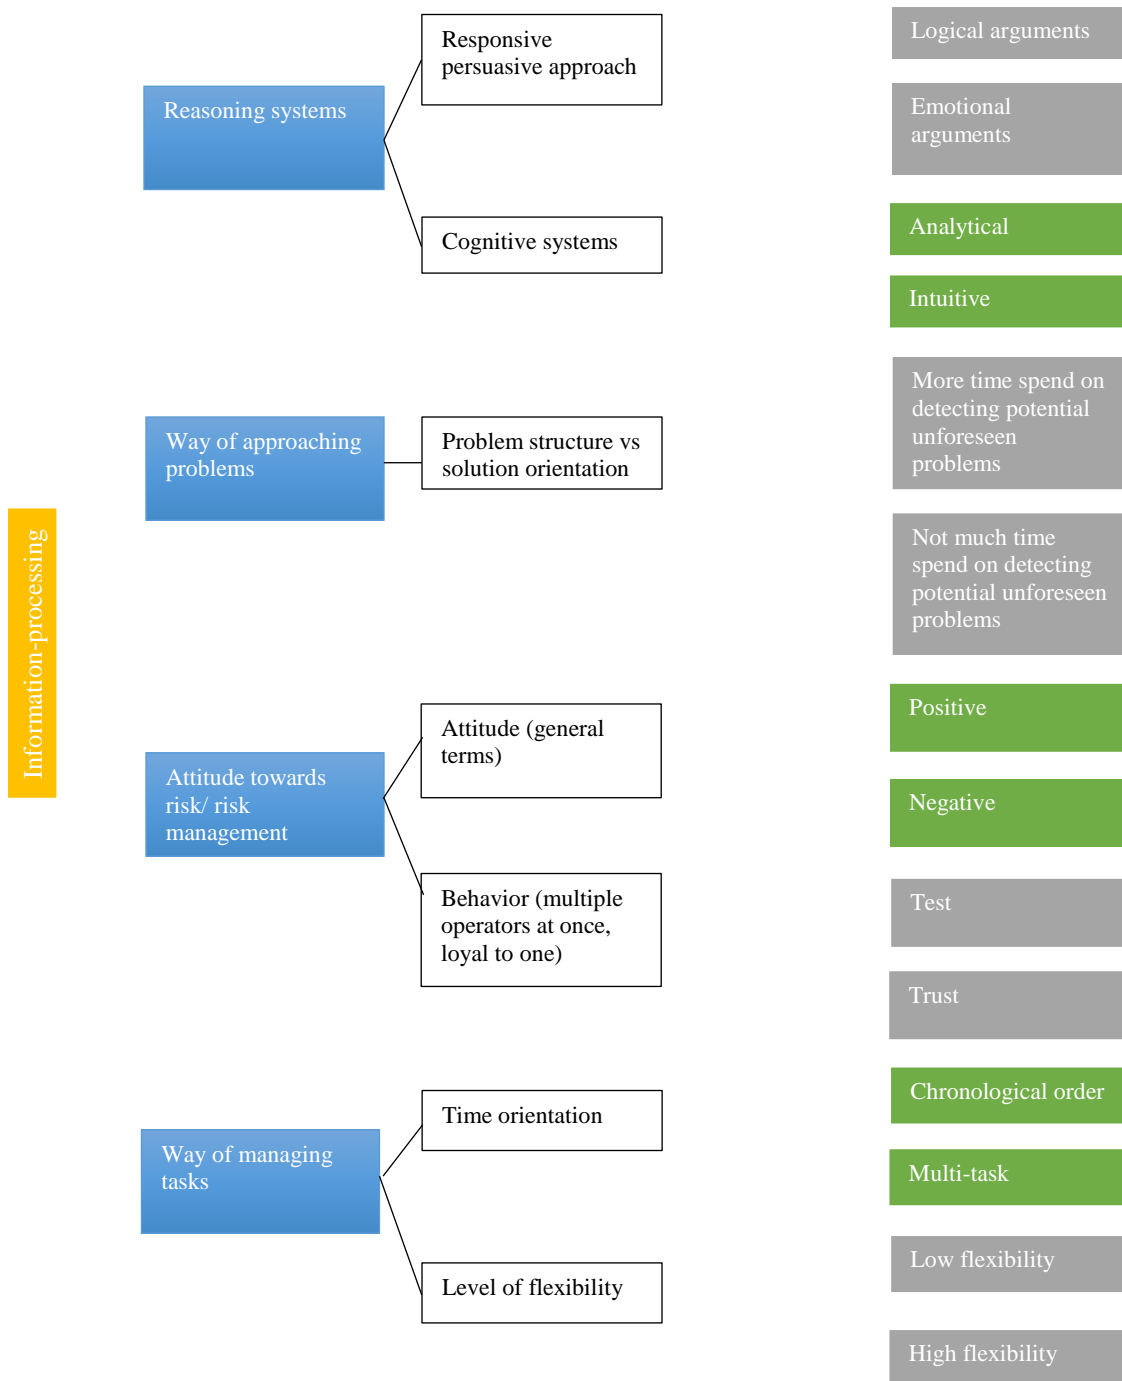 Information-processing
Reasoning systems
Responsive
persuasive approach
Cognitive systems
Logical arguments
Emotional
arguments
Analytical
Intuitive
Way of approaching
problems
Problem structure vs
solution orientation
More time spend on
detecting potential
unforeseen
problems
Not much time
spend on detecting
potential unforeseen
problems
Attitude towards
risk/ risk
management
Attitude (general
terms)
Behavior (multiple
operators at once,
loyal to one)
Positive
Negative
Test
Trust
Way of managing
tasks
Time orientation
Level of flexibility
Chronological order
Multi-task
Low flexibility
High flexibility